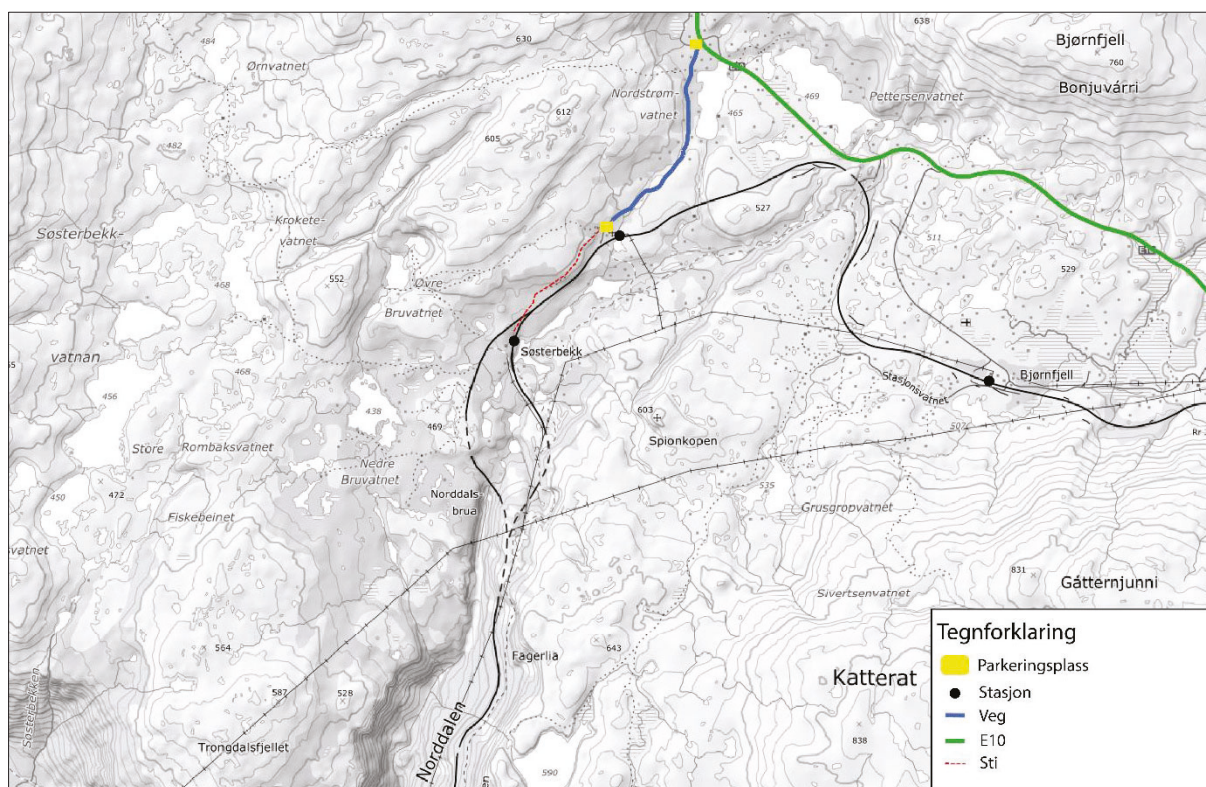 638
Bjørnfjell
760
Bonjuvárri
484
630
Ørnvatnet
Nordstrøm-
vatnet
469
Pettersenvatnet
465
612
605
482
Krokete-
vatnet
527
511
Søsterbekk-
552
Øvre
529
468
Bruvatnet
vatnan
Søsterbekk
Bjørnfjell
Stasjonsvatnet
468
456
438
469
603
507
Store
Rombaksvatnet
Spionkopen
Nedre
Bruvatnet
450
472
Norddals-
brua
535
Fiskebeinet
Grusgropvatnet
svatnet
831
Gátternjunni
Sivertsenvatnet
564
Fagerlia
643
587
528
Katterat
Søsterbekken
Trongdalsfjellet
Norddalen
838
590
Tegnforklaring
Parkeringsplass
Stasjon
Veg
E10
Sti